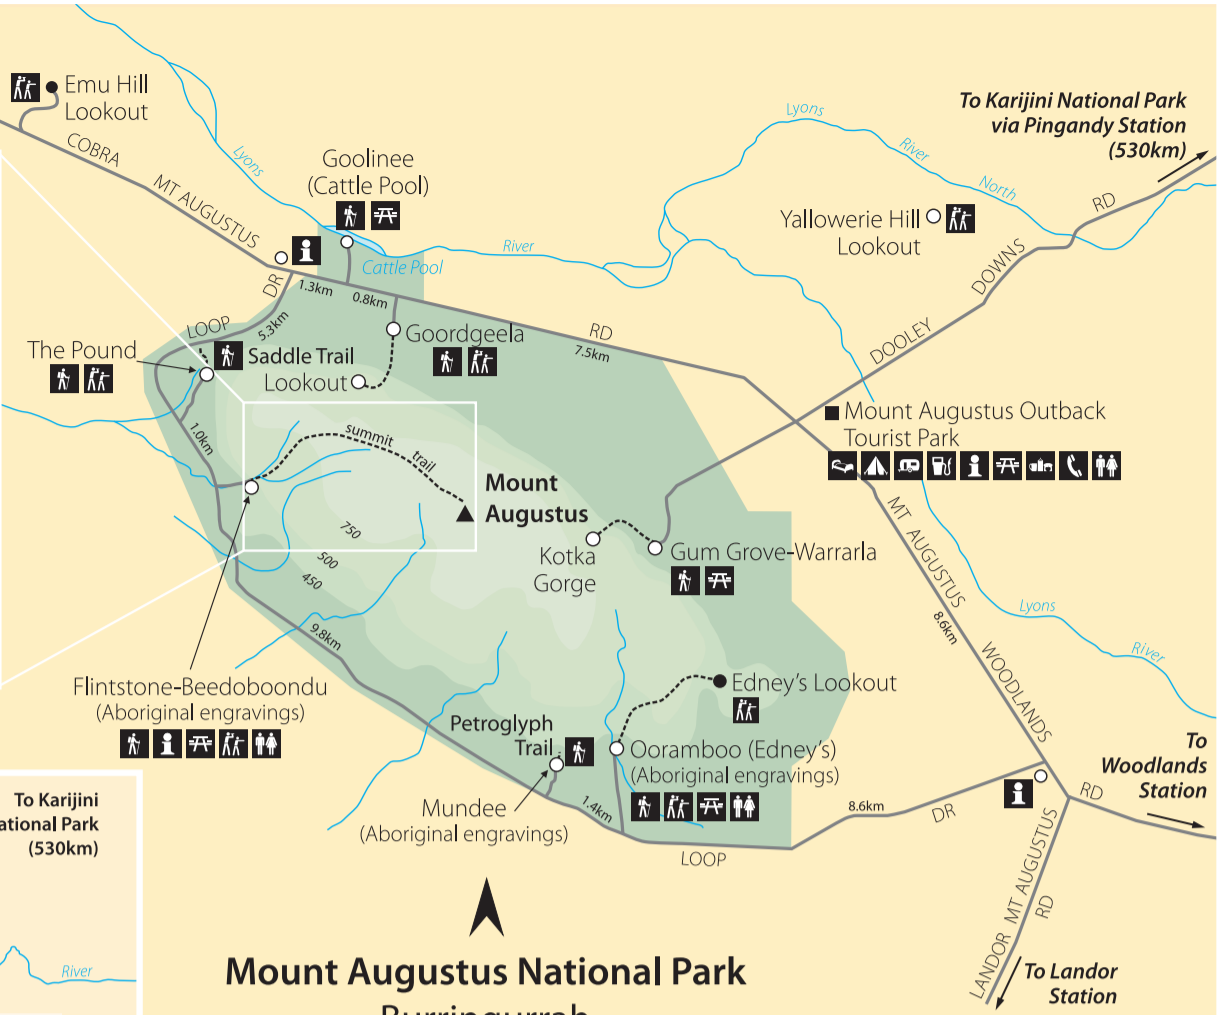 Emu Hill
Lookout
COBRA
MT AUGUSTUS
Lyons
Goolinee
(Cattle Pool)
River
Cattle Pool
DR
1.3km
0.8km
LOOP
5.3km
The Pound
Saddle Trail
Lookout
Goordgeela
RD
7.5km
Lyons
River
North
To Karijini National Park
via Pingandy Station
(530km)
RD
Yallowerie Hill
Lookout
DOWNS
DOOLEY
Mount Augustus Outback
Tourist Park
1.0km
summit
trail
Mount
Augustus
750
500
450
Kotka
Gorge
Gum Grove-Warrarla
MT AUGUSTUS
8.6km
WOODLANDS
Lyons
River
9.8km
Flintstone-Beedoboondu
(Aboriginal engravings)
Edney's Lookout
Petroglyph
Trail
Ooramboo (Edney's)
(Aboriginal engravings)
Mundee
(Aboriginal engravings)
1.4km
LOOP
8.6km
DR
RD
To
Woodlands
Station
LANDOR MT AUGUSTUS
RD
To Landor
Station
To Karijini
ational Park
(530km)
River
Mount Augustus National Park